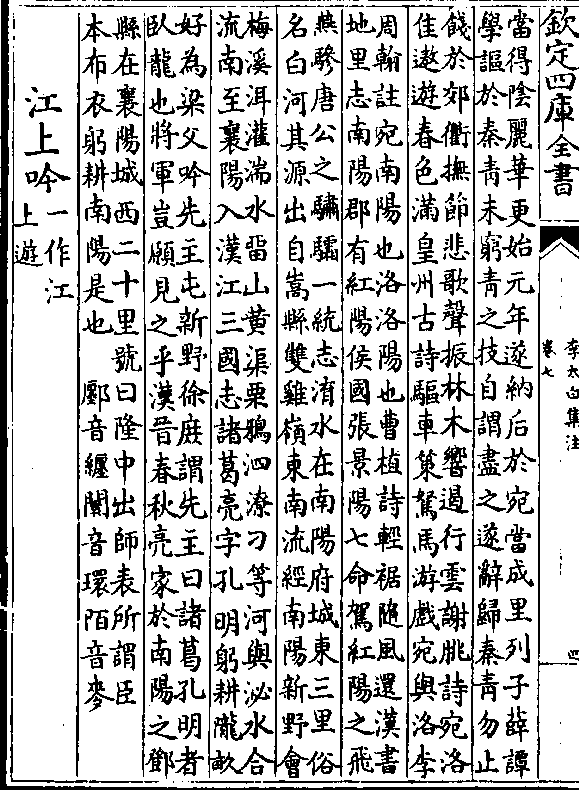 欽定四庫全書
李太白集注
卷七
四
當得陰麗華更始元年遂納后於宛當成里列子薛譚
學謳於秦青未窮青之技自謂盡之遂辭歸秦青勿止
餞於郊衢撫節悲歌聲振林木響遏行雲謝朓詩宛洛
佳遨遊春色滿皇州古詩驅車策駑馬游戲宛與洛李
周翰註宛南陽也洛洛陽也曹植詩輕裾隨風還漢書
地里志南陽郡有紅陽侯國張景陽七命駕紅陽之飛
燕驂唐公之驌驦一統志淯水在南陽府城東三里俗
名白河其源出自嵩縣雙雞嶺東南流經南陽新野會
梅溪洱灌湍水留山黄渠栗鵶泗潦刁等河與泌水合
流南至襄陽入漢江三國志諸葛亮字孔明躬耕隴畝
好為梁父吟先主屯新野徐庶謂先主曰諸葛孔明者
臥龍也將軍豈願見之乎漢晉春秋亮家於南陽之鄧
縣在襄陽城西二十里號曰隆中出師表所謂臣
本布衣躬耕南陽是也　酈音纏闤音環陌音麥
江上吟一作江
上遊